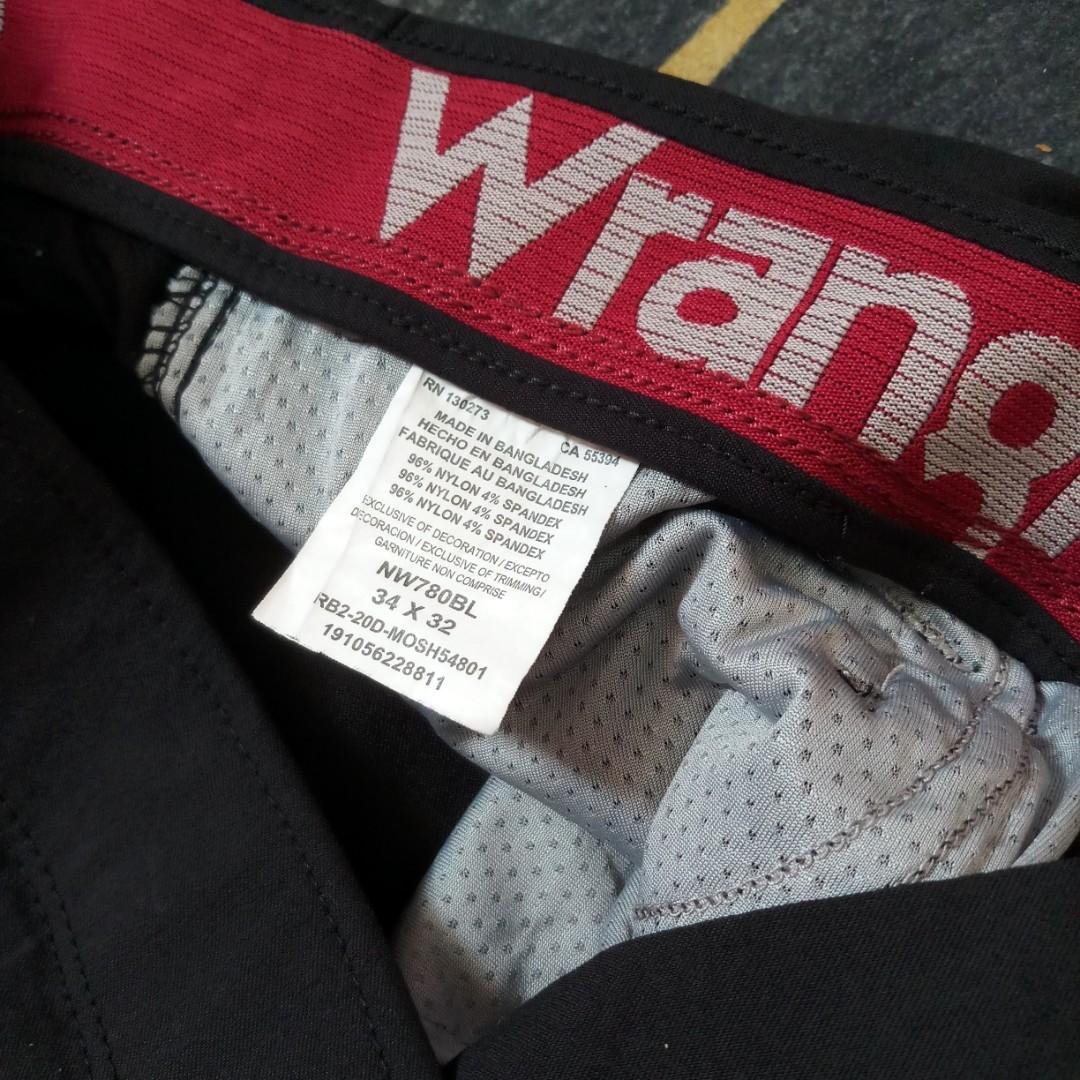 Wrang
RN 130273
CA 55394
MADE IN BANGLADESH
HECHO EN BANGLADESH
FABRIQUE AU BANGLADESH
96% NYLON 4% SPANDEX
96% NYLON 4% SPANDEX
96% NYLON 4% SPANDEX
EXCLUSIVE OF DECORATION / EXCEPTO
DECORACION / EXCLUSIVE OF TRIMMING/
GARNITURE NON COMPRISE
NW780BL
34 X 32
RB2-20D-MOSH54801
191056228811